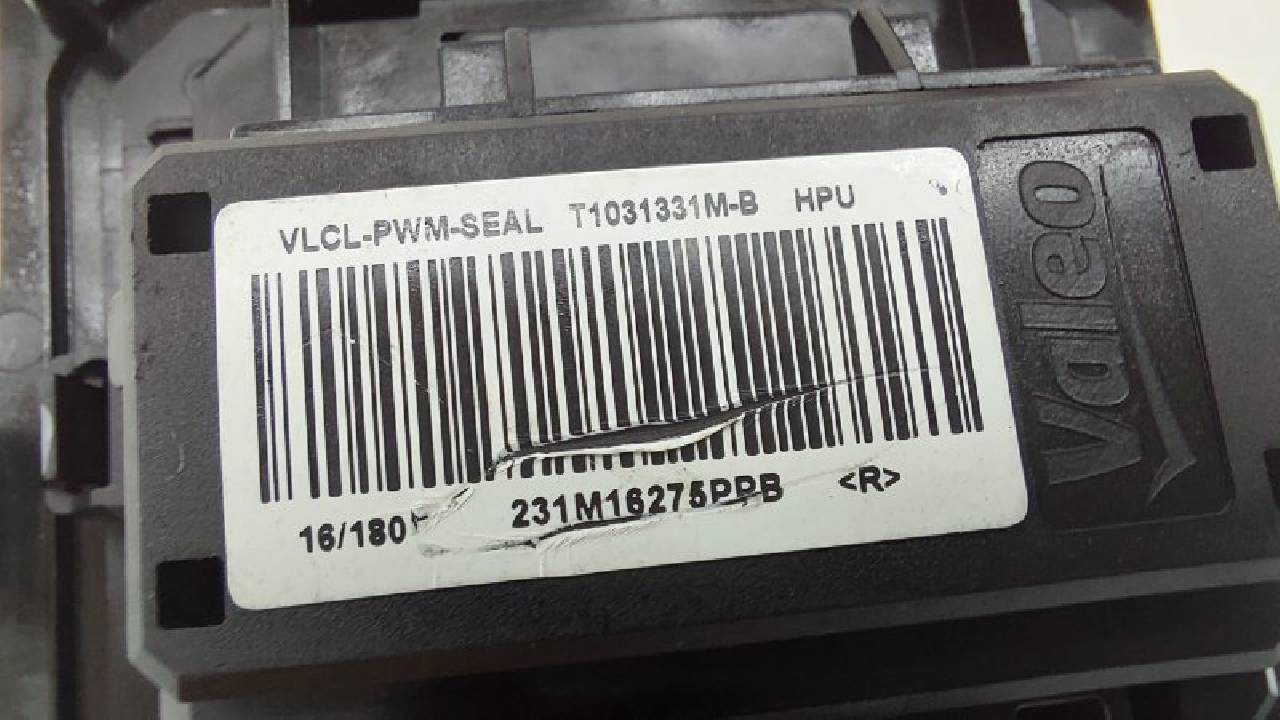 VLCL-PWM-SEAL T1031331M-B HPU
16/180 231M16275PPB <R>
Valeo